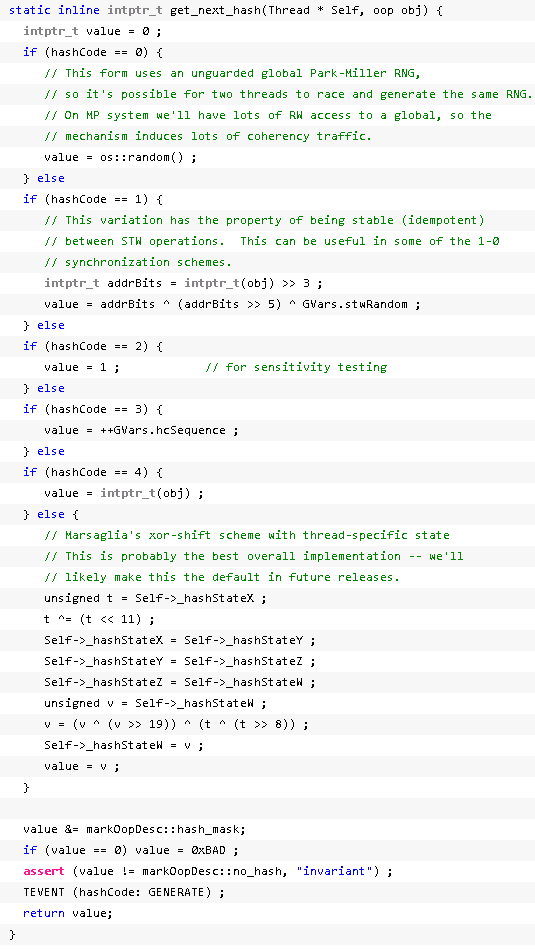 static inline intptr_t get_next_hash(Thread * Self, oop obj) {
  intptr_t value = 0 ;
  if (hashCode == 0) {
     // This form uses an unguarded global Park-Miller RNG,
     // so it's possible for two threads to race and generate the same RNG.
     // On MP system we'll have lots of RW access to a global, so the
     // mechanism induces lots of coherency traffic.
     value = os::random() ;
  } else
  if (hashCode == 1) {
     // This variation has the property of being stable (idempotent)
     // between STW operations.  This can be useful in some of the 1-0
     // synchronization schemes.
     intptr_t addrBits = intptr_t(obj) >> 3 ;
     value = addrBits ^ (addrBits >> 5) ^ GVars.stwRandom ;
  } else
  if (hashCode == 2) {
     value = 1 ;            // for sensitivity testing
  } else
  if (hashCode == 3) {
     value = ++GVars.hcSequence ;
  } else
  if (hashCode == 4) {
     value = intptr_t(obj) ;
  } else {
     // Marsaglia's xor-shift scheme with thread-specific state
     // This is probably the best overall implementation -- we'll
     // likely make this the default in future releases.
     unsigned t = Self->_hashStateX ;
     t ^= (t << 11) ;
     Self->_hashStateX = Self->_hashStateY ;
     Self->_hashStateY = Self->_hashStateZ ;
     Self->_hashStateZ = Self->_hashStateW ;
     unsigned v = Self->_hashStateW ;
     v = (v ^ (v >> 19)) ^ (t ^ (t >> 8)) ;
     Self->_hashStateW = v ;
     value = v ;
  }

  value &= markOopDesc::hash_mask;
  if (value == 0) value = 0xBAD ;
  assert (value != markOopDesc::no_hash, "invariant") ;
  TEVENT (hashCode: GENERATE) ;
  return value;
}